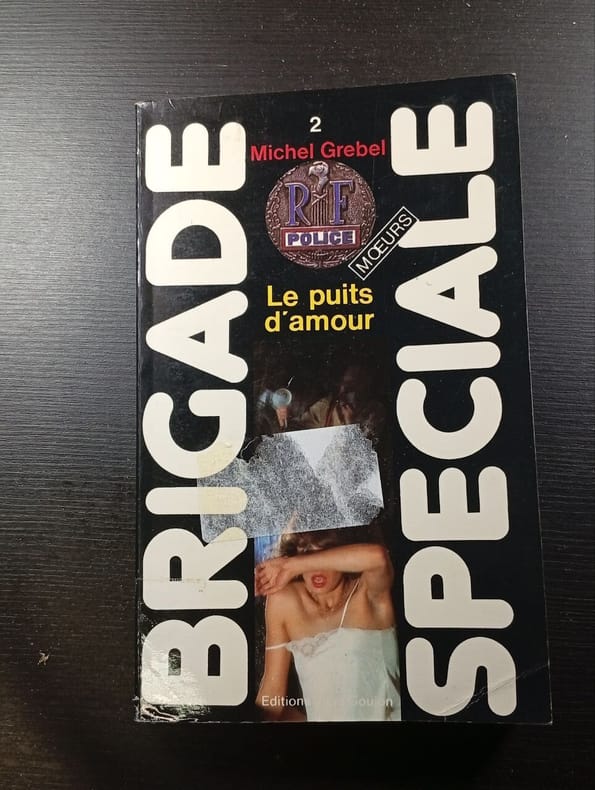 BRIGADE
SPECIALE
2
Michel Grebel
RF
POLICE
MŒURS
Le puits
d'amour
Editions